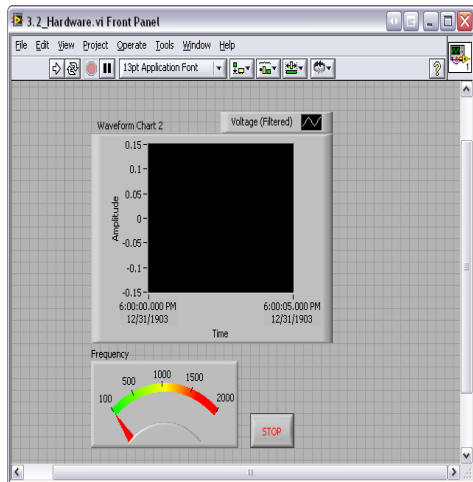 3.2_Hardware.vi Front Panel
File Edit View Project Operate Tools Window Help
13pt Application Font
?
1
Waveform Chart 2
Voltage (Filtered)
0.15
0.1
0.05
0
-0.05
-0.1
-0.15
Amplitude
6:00:00.000 PM 6:00:05.000 PM
12/31/1903 12/31/1903
Time
Frequency
100 500 1000 1500 2000
STOP